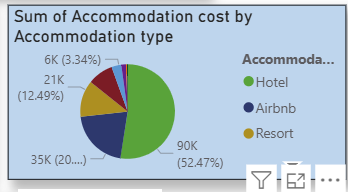 Sum of Accommodation cost by
Accommodation type
6K (3.34%)
21K
(12.49%)
35K (20....)
90K
(52.47%)
Accommoda...
Hotel
Airbnb
Resort